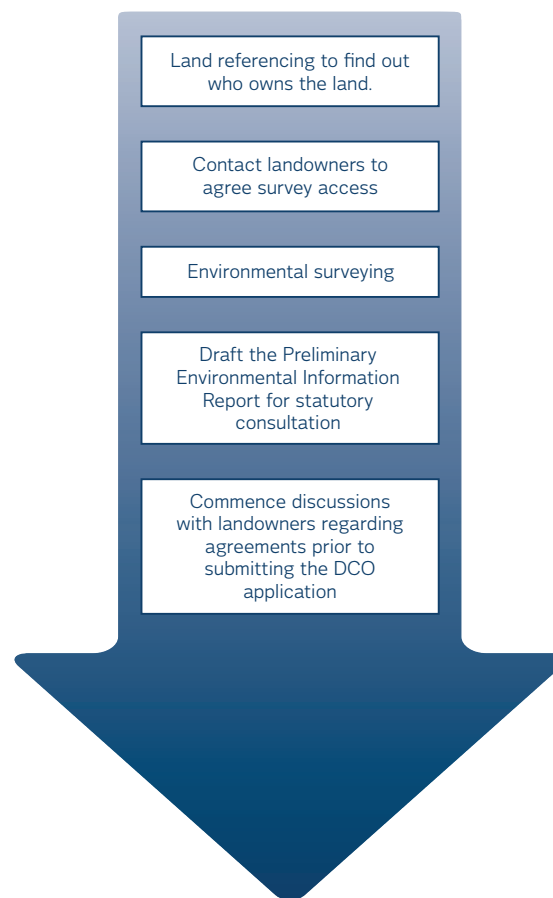 Land referencing to find out
who owns the land.
Contact landowners to
agree survey access
Environmental surveying
Draft the Preliminary
Environmental Information
Report for statutory
consultation
Commence discussions
with landowners regarding
agreements prior to
submitting the DCO
application